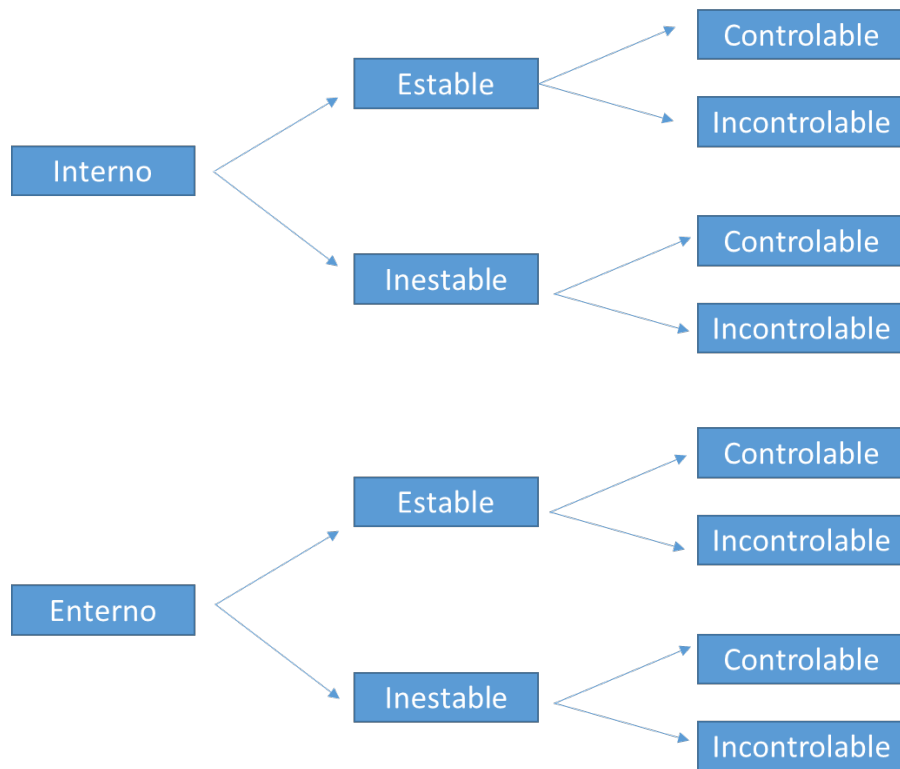 Interno
Estable
Controlable
Incontrolable
Inestable
Controlable
Incontrolable
Enterno
Estable
Controlable
Incontrolable
Inestable
Controlable
Incontrolable